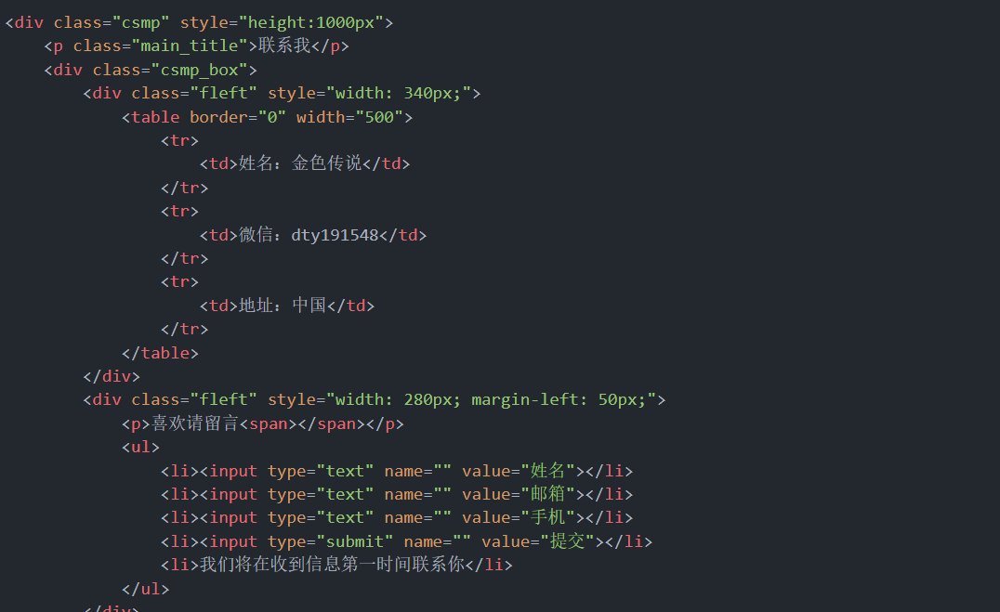 <div class="csmp" style="height:1000px">
<p class="main_title">联系我</p>
<div class="csmp_box">
<div class="fleft" style="width: 340px;">
<table border="0" width="500">
<tr>
<td>姓名：金色传说</td>
</tr>
<tr>
<td>微信：dty191548</td>
</tr>
<tr>
<td>地址：中国</td>
</tr>
</table>
</div>
<div class="fleft" style="width: 280px; margin-left: 50px;">
<p>喜欢请留言<span></span></p>
<ul>
<li><input type="text" name="" value="姓名"></li>
<li><input type="text" name="" value="邮箱"></li>
<li><input type="text" name="" value="手机"></li>
<li><input type="submit" name="" value="提交"></li>
<li>我们将在收到信息第一时间联系你</li>
</ul>
</div>